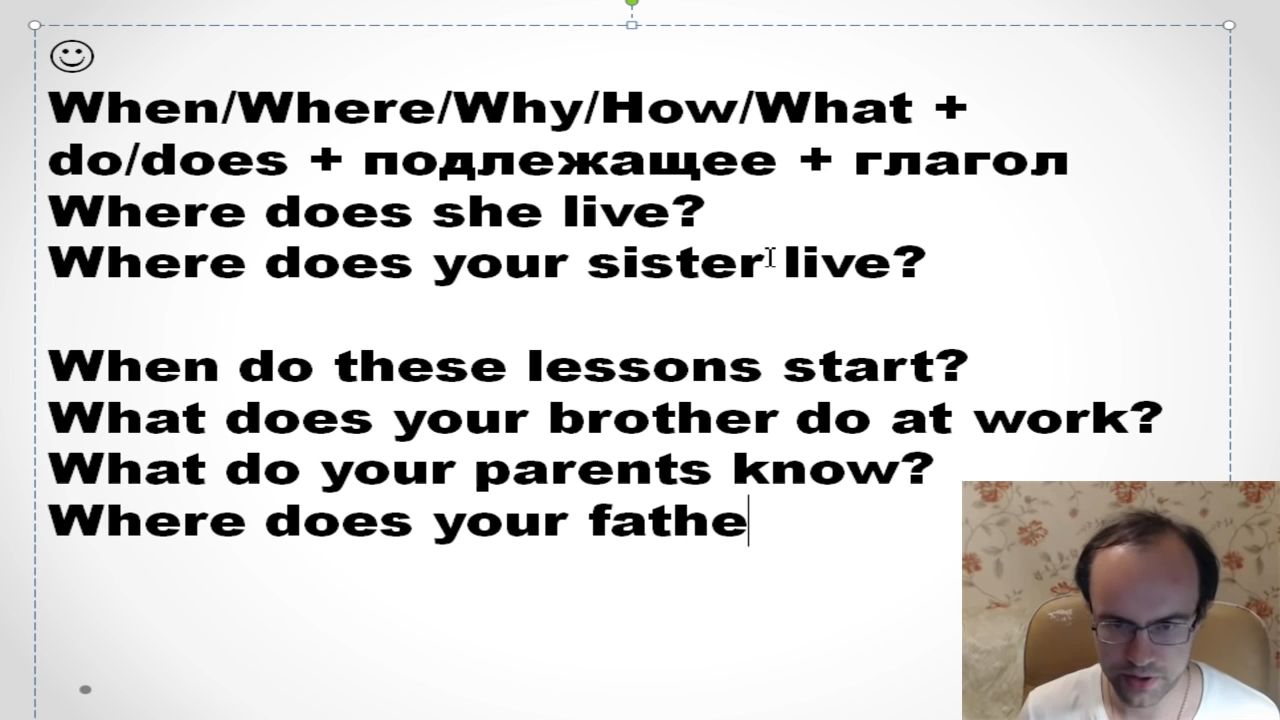 When/Where/Why/How/What +
do/does + подлежащее + глагол
Where does she live?
Where does your sister live?
When do these lessons start?
What does your brother do at work?
What do your parents know?
Where does your fathe